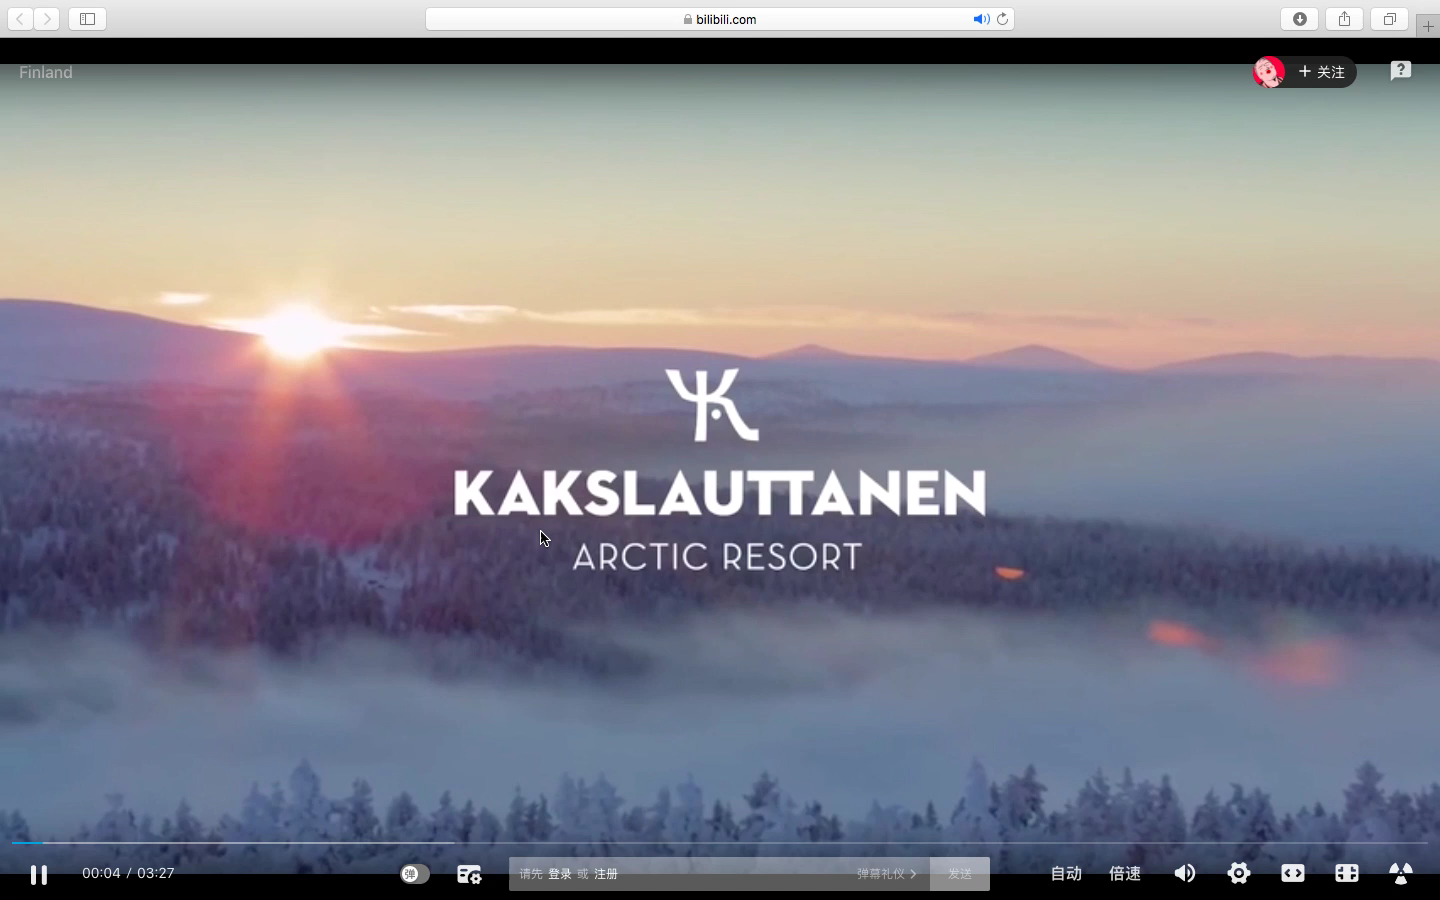 bilibili.com
Finland
+ 关注
KAKSLAUTTANEN
ARCTIC RESORT
00:04 / 03:27
弹
请先 登录 或 注册
弹幕礼仪 >
发送
自动
倍速